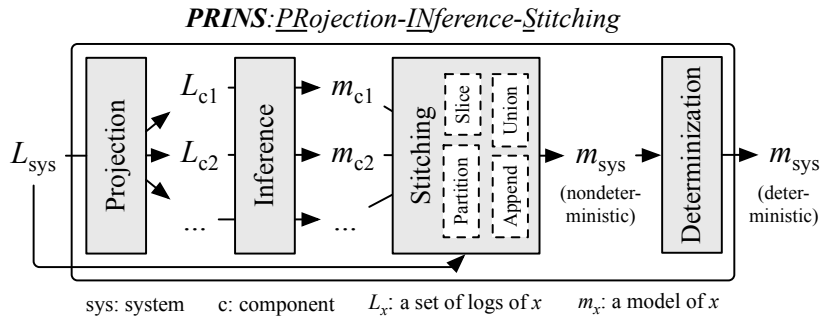 PRINS:PRojection-INference-Stitching
L_sys
Projection
L_c1
L_c2
...
Inference
m_c1
m_c2
...
Stitching
Slice
Union
Partition
Append
m_sys
(nondeter-
ministic)
Determinization
m_sys
(deter-
ministic)
sys: system c: component L_x: a set of logs of x m_x: a model of x